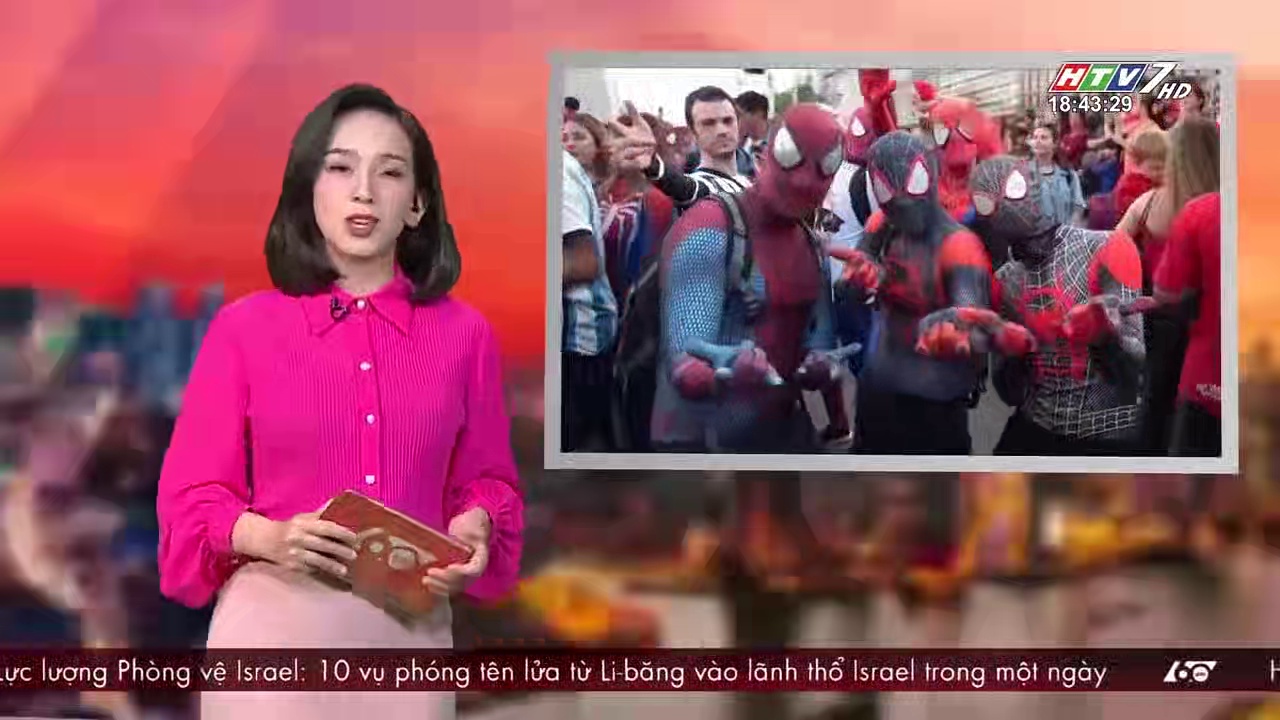 HTV7 HD
18:43:29
Lực lượng Phòng vệ Israel: 10 vụ phóng tên lửa từ Li-băng vào lãnh thổ Israel trong một ngày